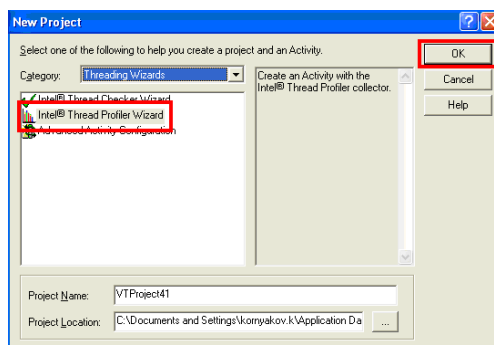 New Project
Select one of the following to help you create a project and an Activity.
OK
Category: Threading Wizards
Create an Activity with the
Intel® Thread Profiler collector.
Cancel
Intel® Thread Checker Wizard
Help
Intel® Thread Profiler Wizard
Advanced Activity Configuration
Project Name: VTProject41
Project Location: C:\Documents and Settings\kornyakov.k\Application Da ...